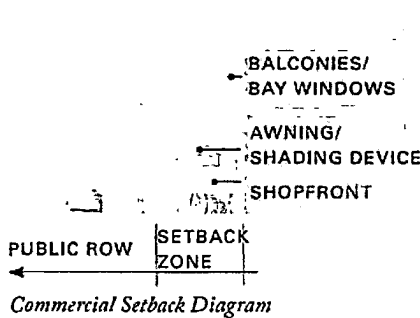 BALCONIES/
BAY WINDOWS
AWNING/
SHADING DEVICE
SHOPFRONT
PUBLIC ROW
SETBACK
ZONE
Commercial Setback Diagram